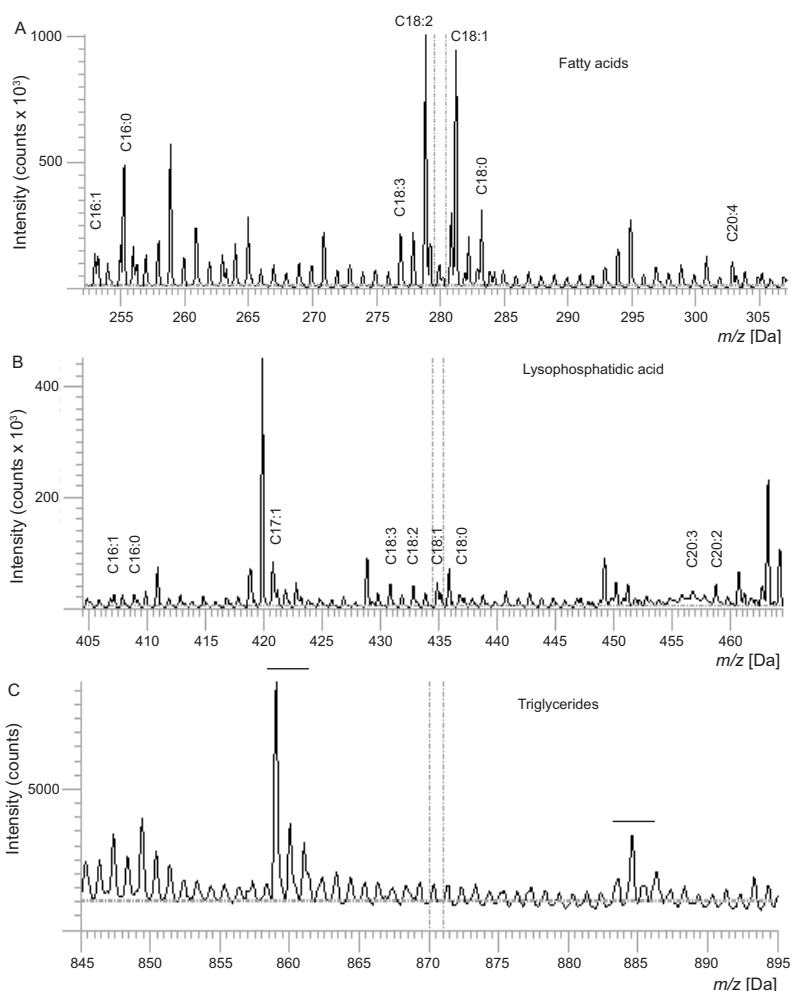 A
Fatty acids
Intensity (counts x 10³)
1000
500
C16:1
C16:0
C18:3
C18:2
C18:1
C18:0
C20:4
255 260 265 270 275 280 285 290 295 300 305
m/z [Da]
B
Lysophosphatidic acid
Intensity (counts x 10³)
400
200
C16:1
C16:0
C17:1
C18:3
C18:2
C18:1
C18:0
C20:3
C20:2
405 410 415 420 425 430 435 440 445 450 455 460
m/z [Da]
C
Triglycerides
Intensity (counts)
5000
845 850 855 860 865 870 875 880 885 890 895
m/z [Da]